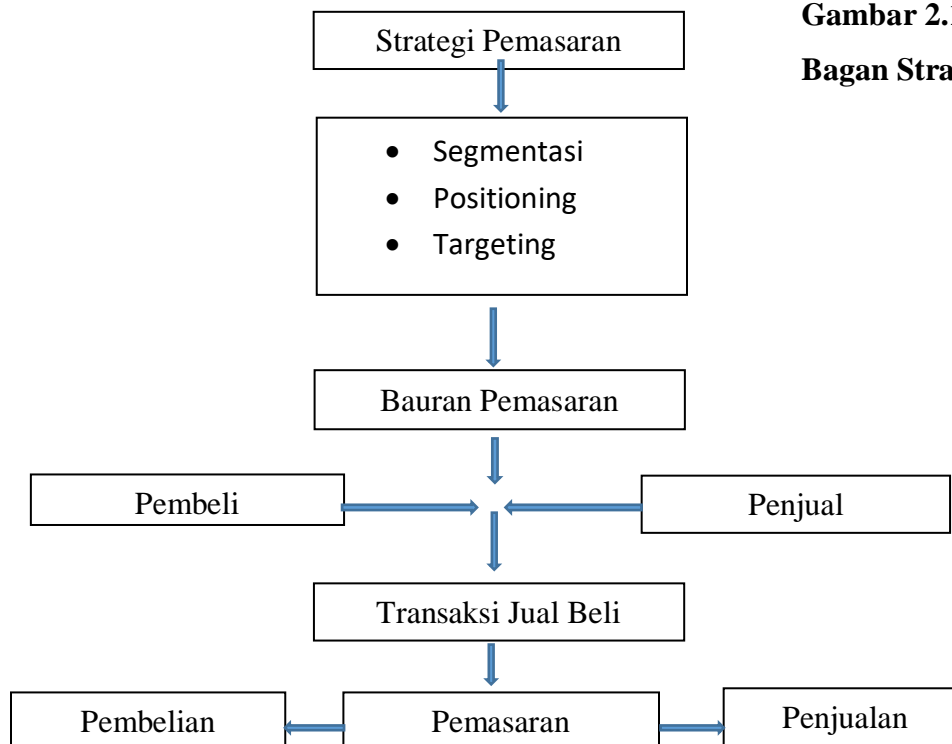 Gambar 2.
Bagan Stra
Strategi Pemasaran
• Segmentasi
• Positioning
• Targeting
Bauran Pemasaran
Pembeli
Penjual
Transaksi Jual Beli
Pembelian
Pemasaran
Penjualan